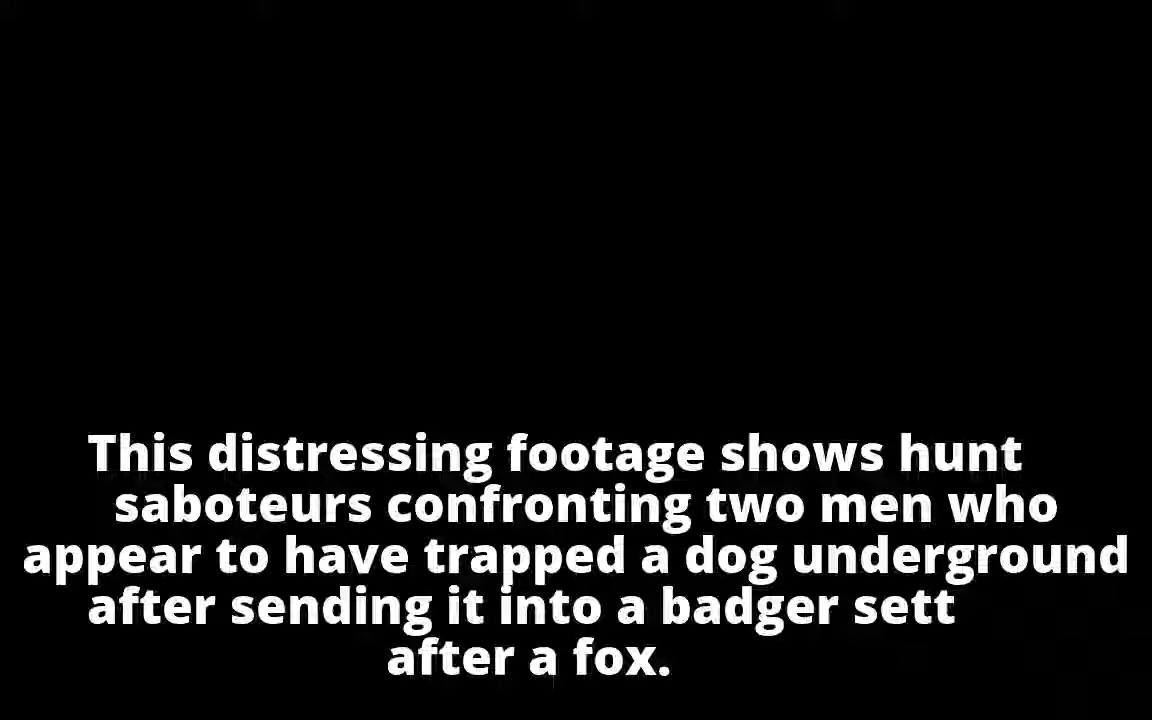 This distressing footage shows hunt
saboteurs confronting two men who
appear to have trapped a dog underground
after sending it into a badger sett
after a fox.